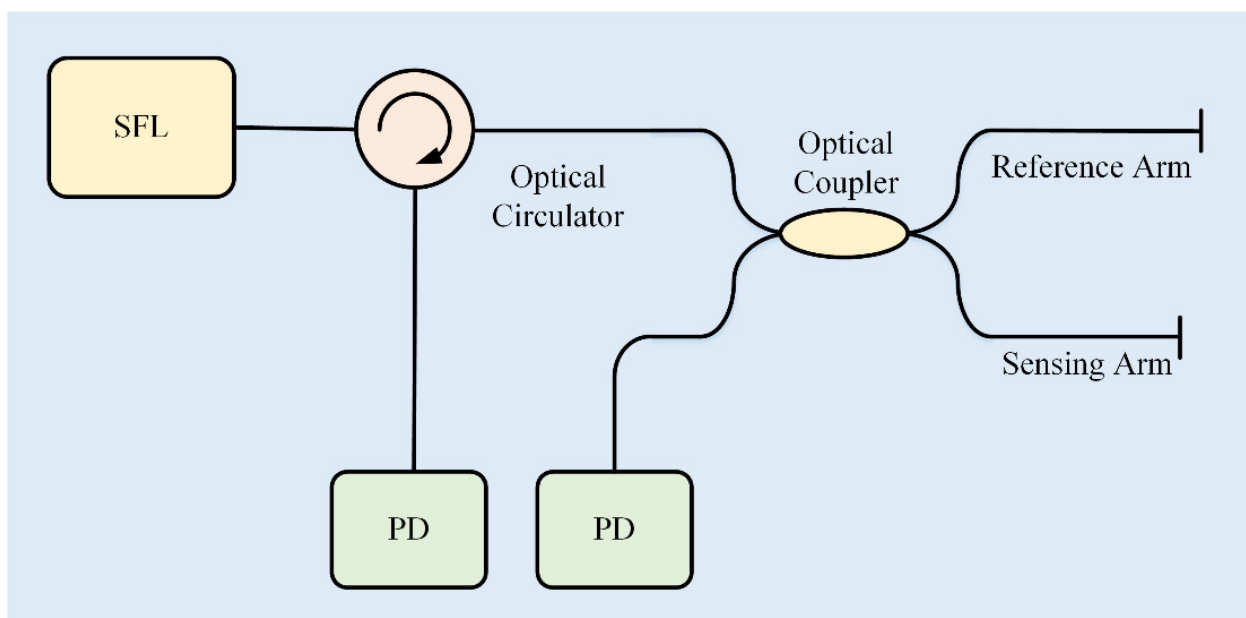 SFL
Optical
Circulator
Optical
Coupler
Reference Arm
Sensing Arm
PD
PD